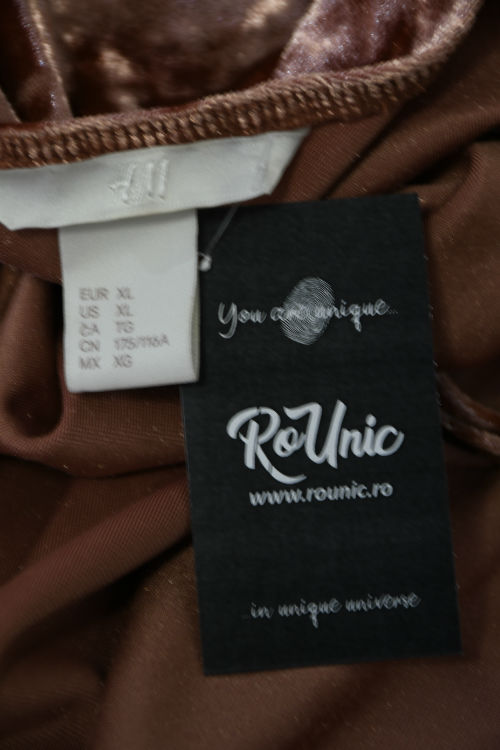 H&M
EUR XL
US XL
CA TG
CN 175/116A
MX XG
You are unique...
RoUnic
www.rounic.ro
...in unique universe